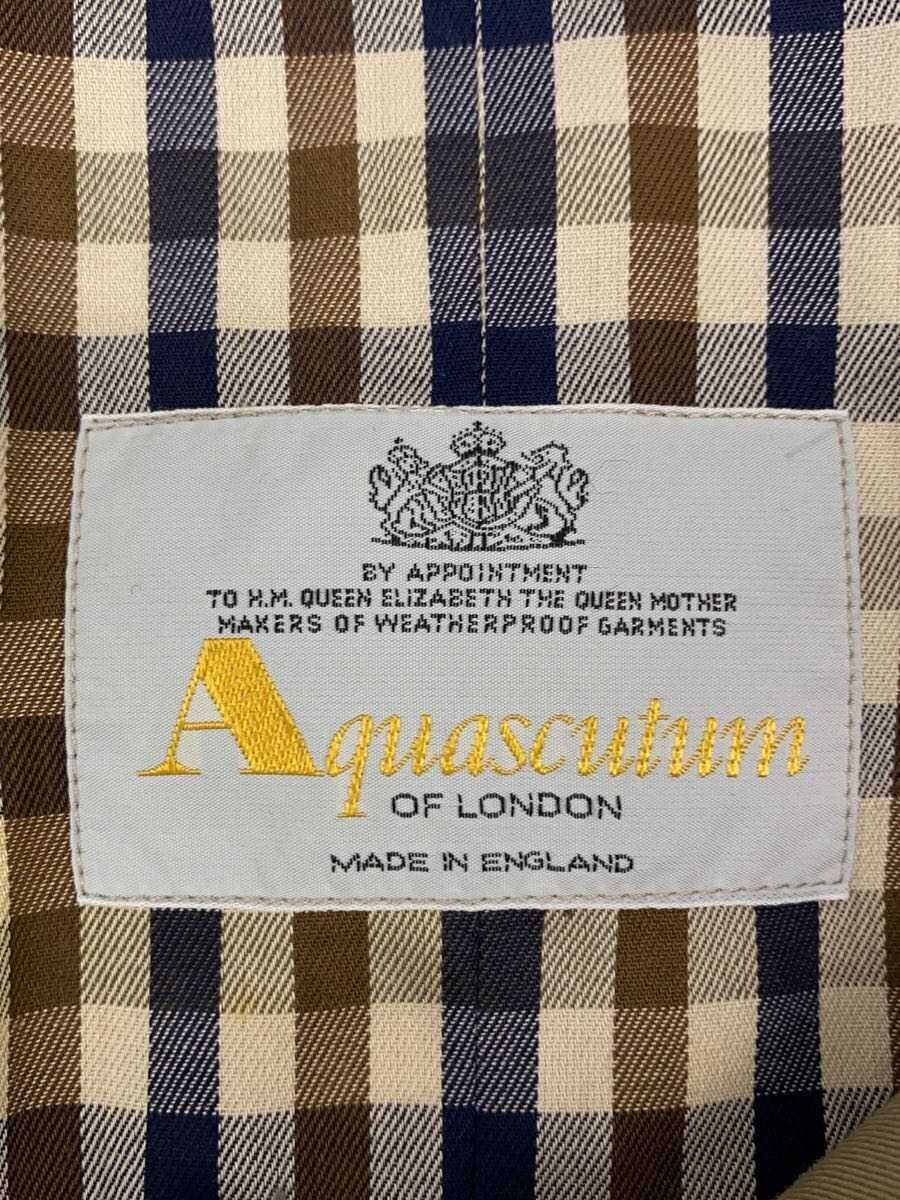 BY APPOINTMENT
TO H.M. QUEEN ELIZABETH THE QUEEN MOTHER
MAKERS OF WEATHERPROOF GARMENTS
Aquascutum
OF LONDON
MADE IN ENGLAND